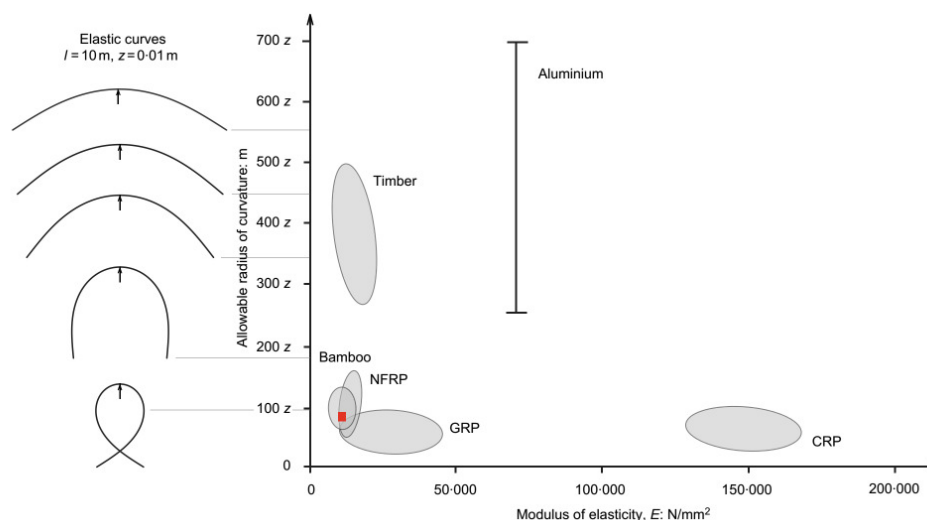 Elastic curves
l = 10 m, z = 0·01 m
Allowable radius of curvature: m
700 z
600 z
500 z
400 z
300 z
200 z
100 z
0
Aluminium
Timber
Bamboo
NFRP
GRP
CRP
0
50·000
100·000
150·000
200·000
Modulus of elasticity, E: N/mm²